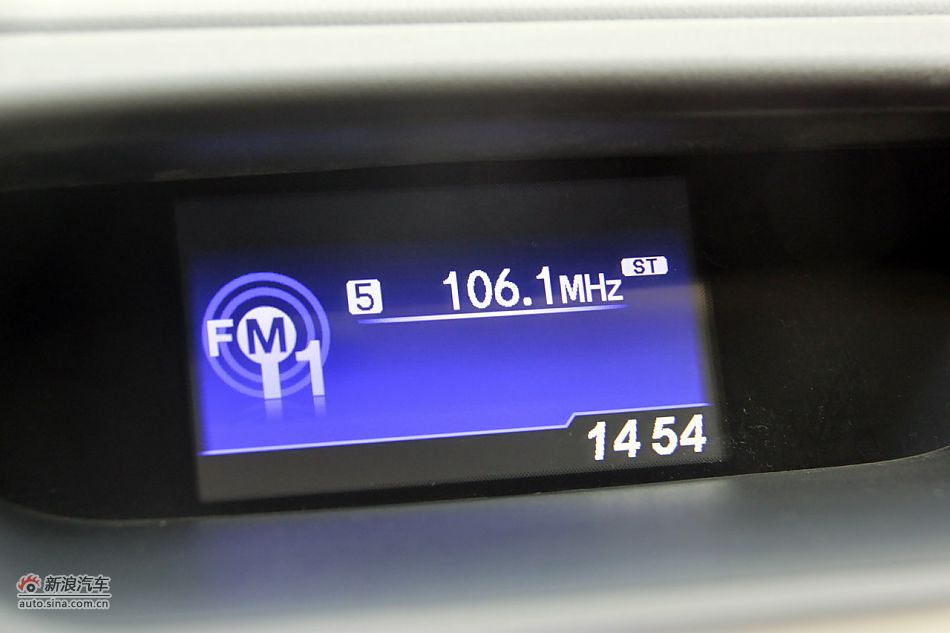 ST
5 106.1MHz
FM
1
14 54
新浪汽车
auto.sina.com.cn